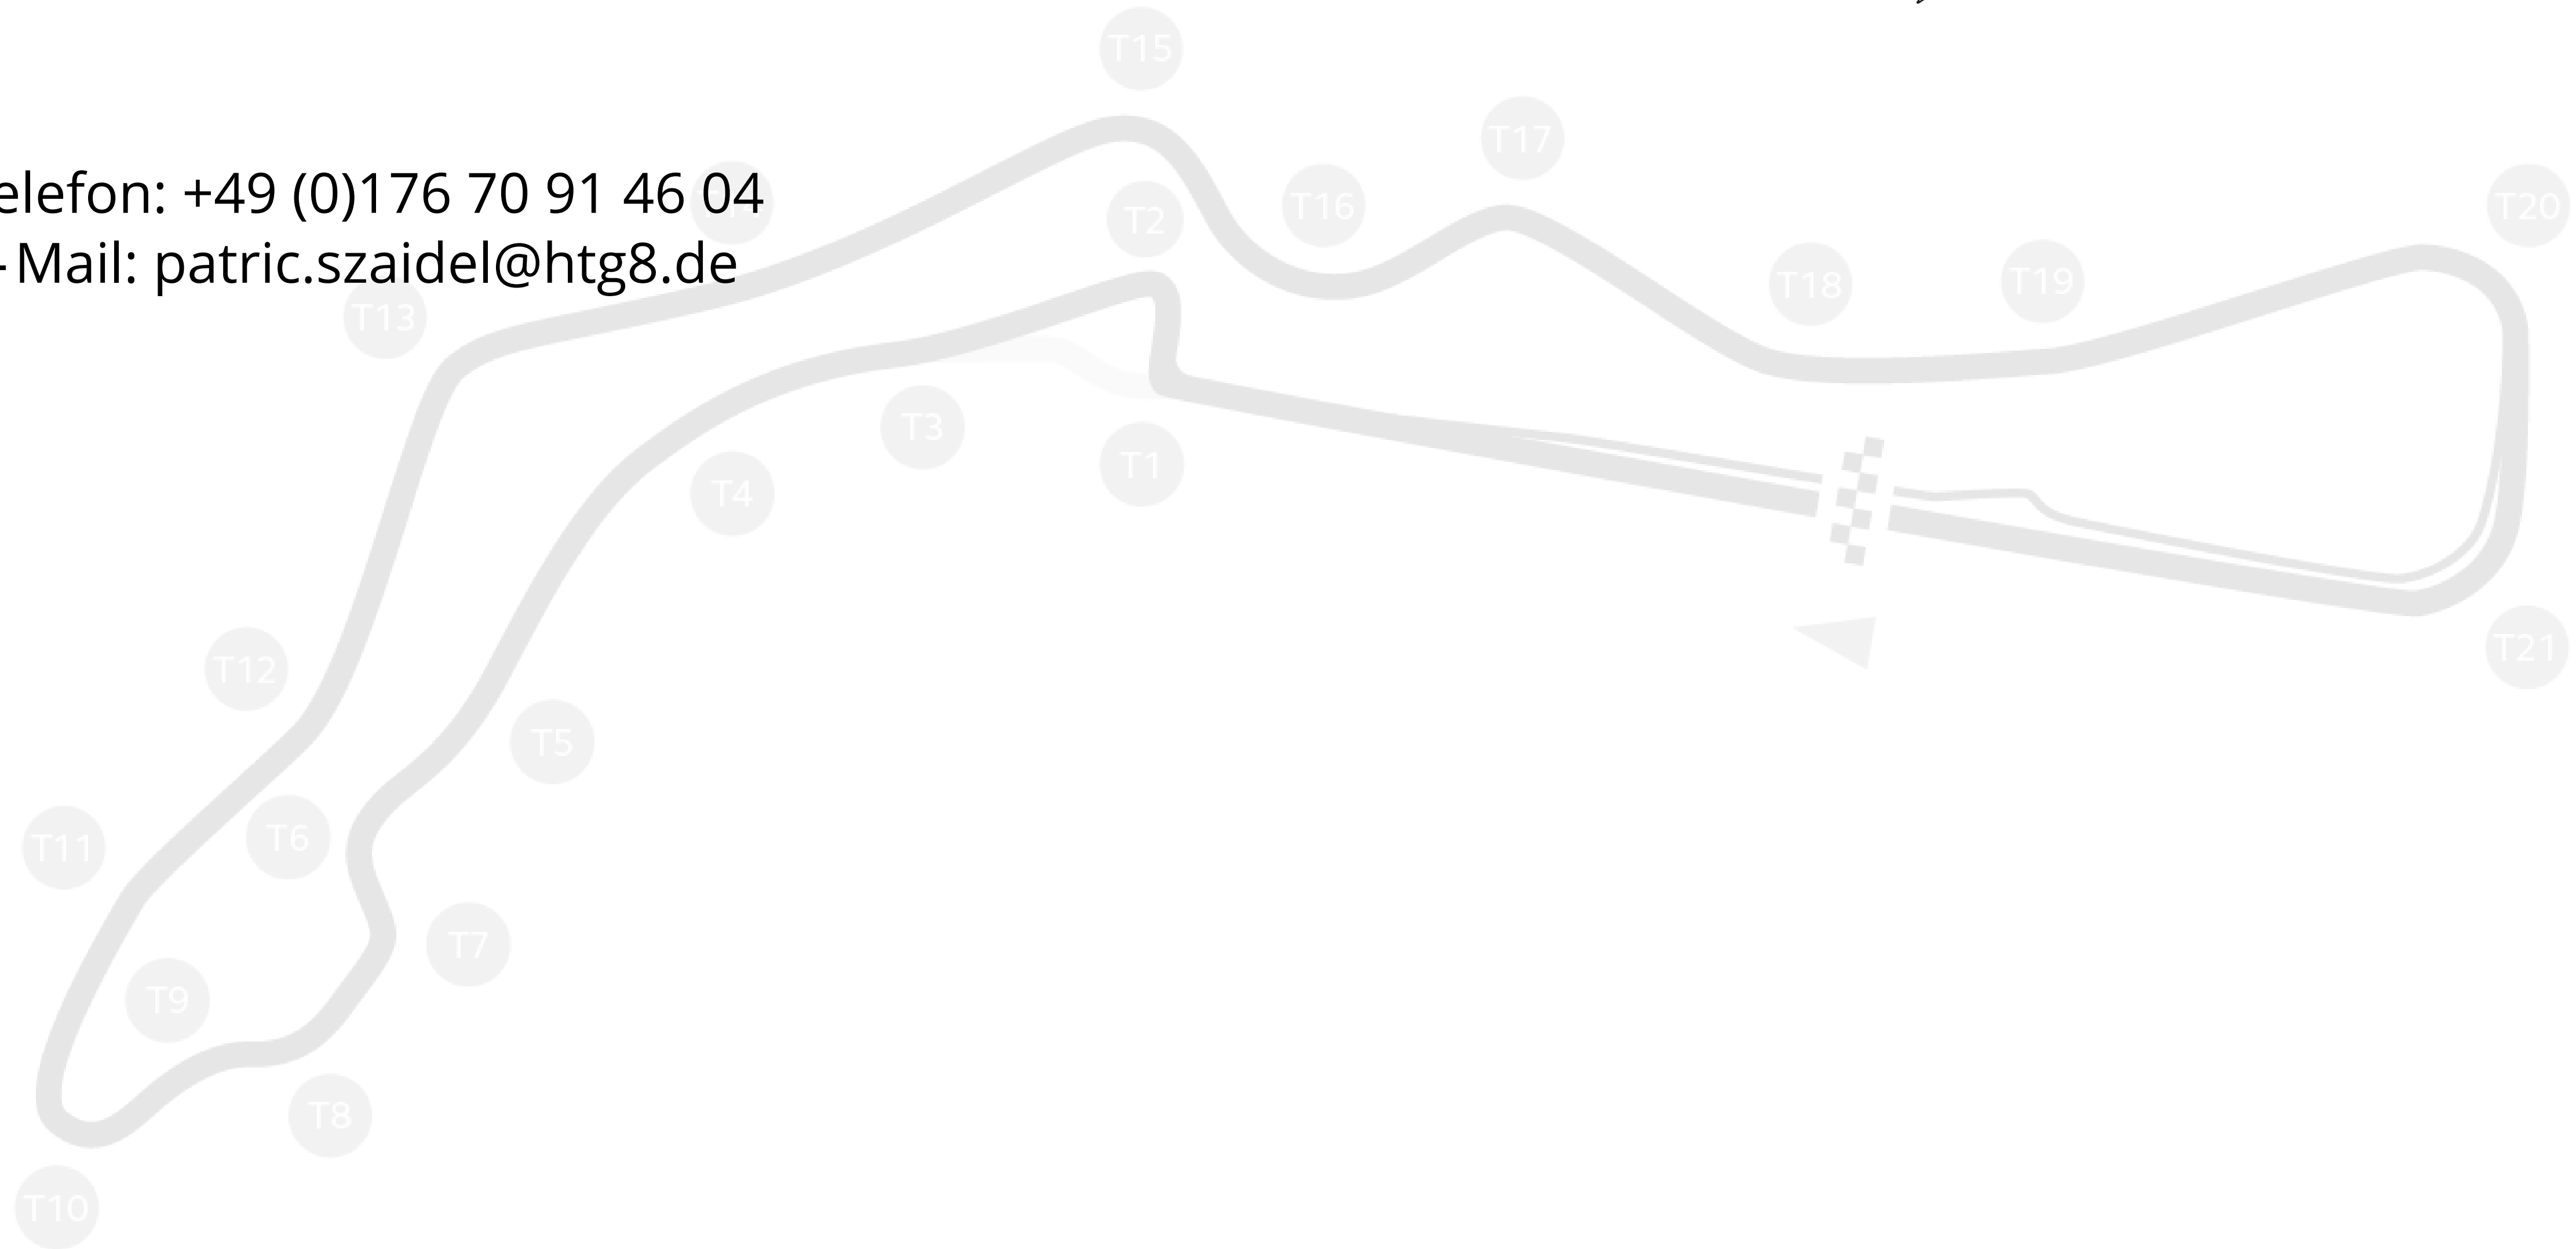 T15
T17
elefon: +49 (0)176 70 91 46 04
T2
T16
T20
-Mail: patric.szaidel@htg8.de
T13
T18
T19
T3
T1
T4
T12
T21
T5
T11
T6
T7
T9
T8
T10